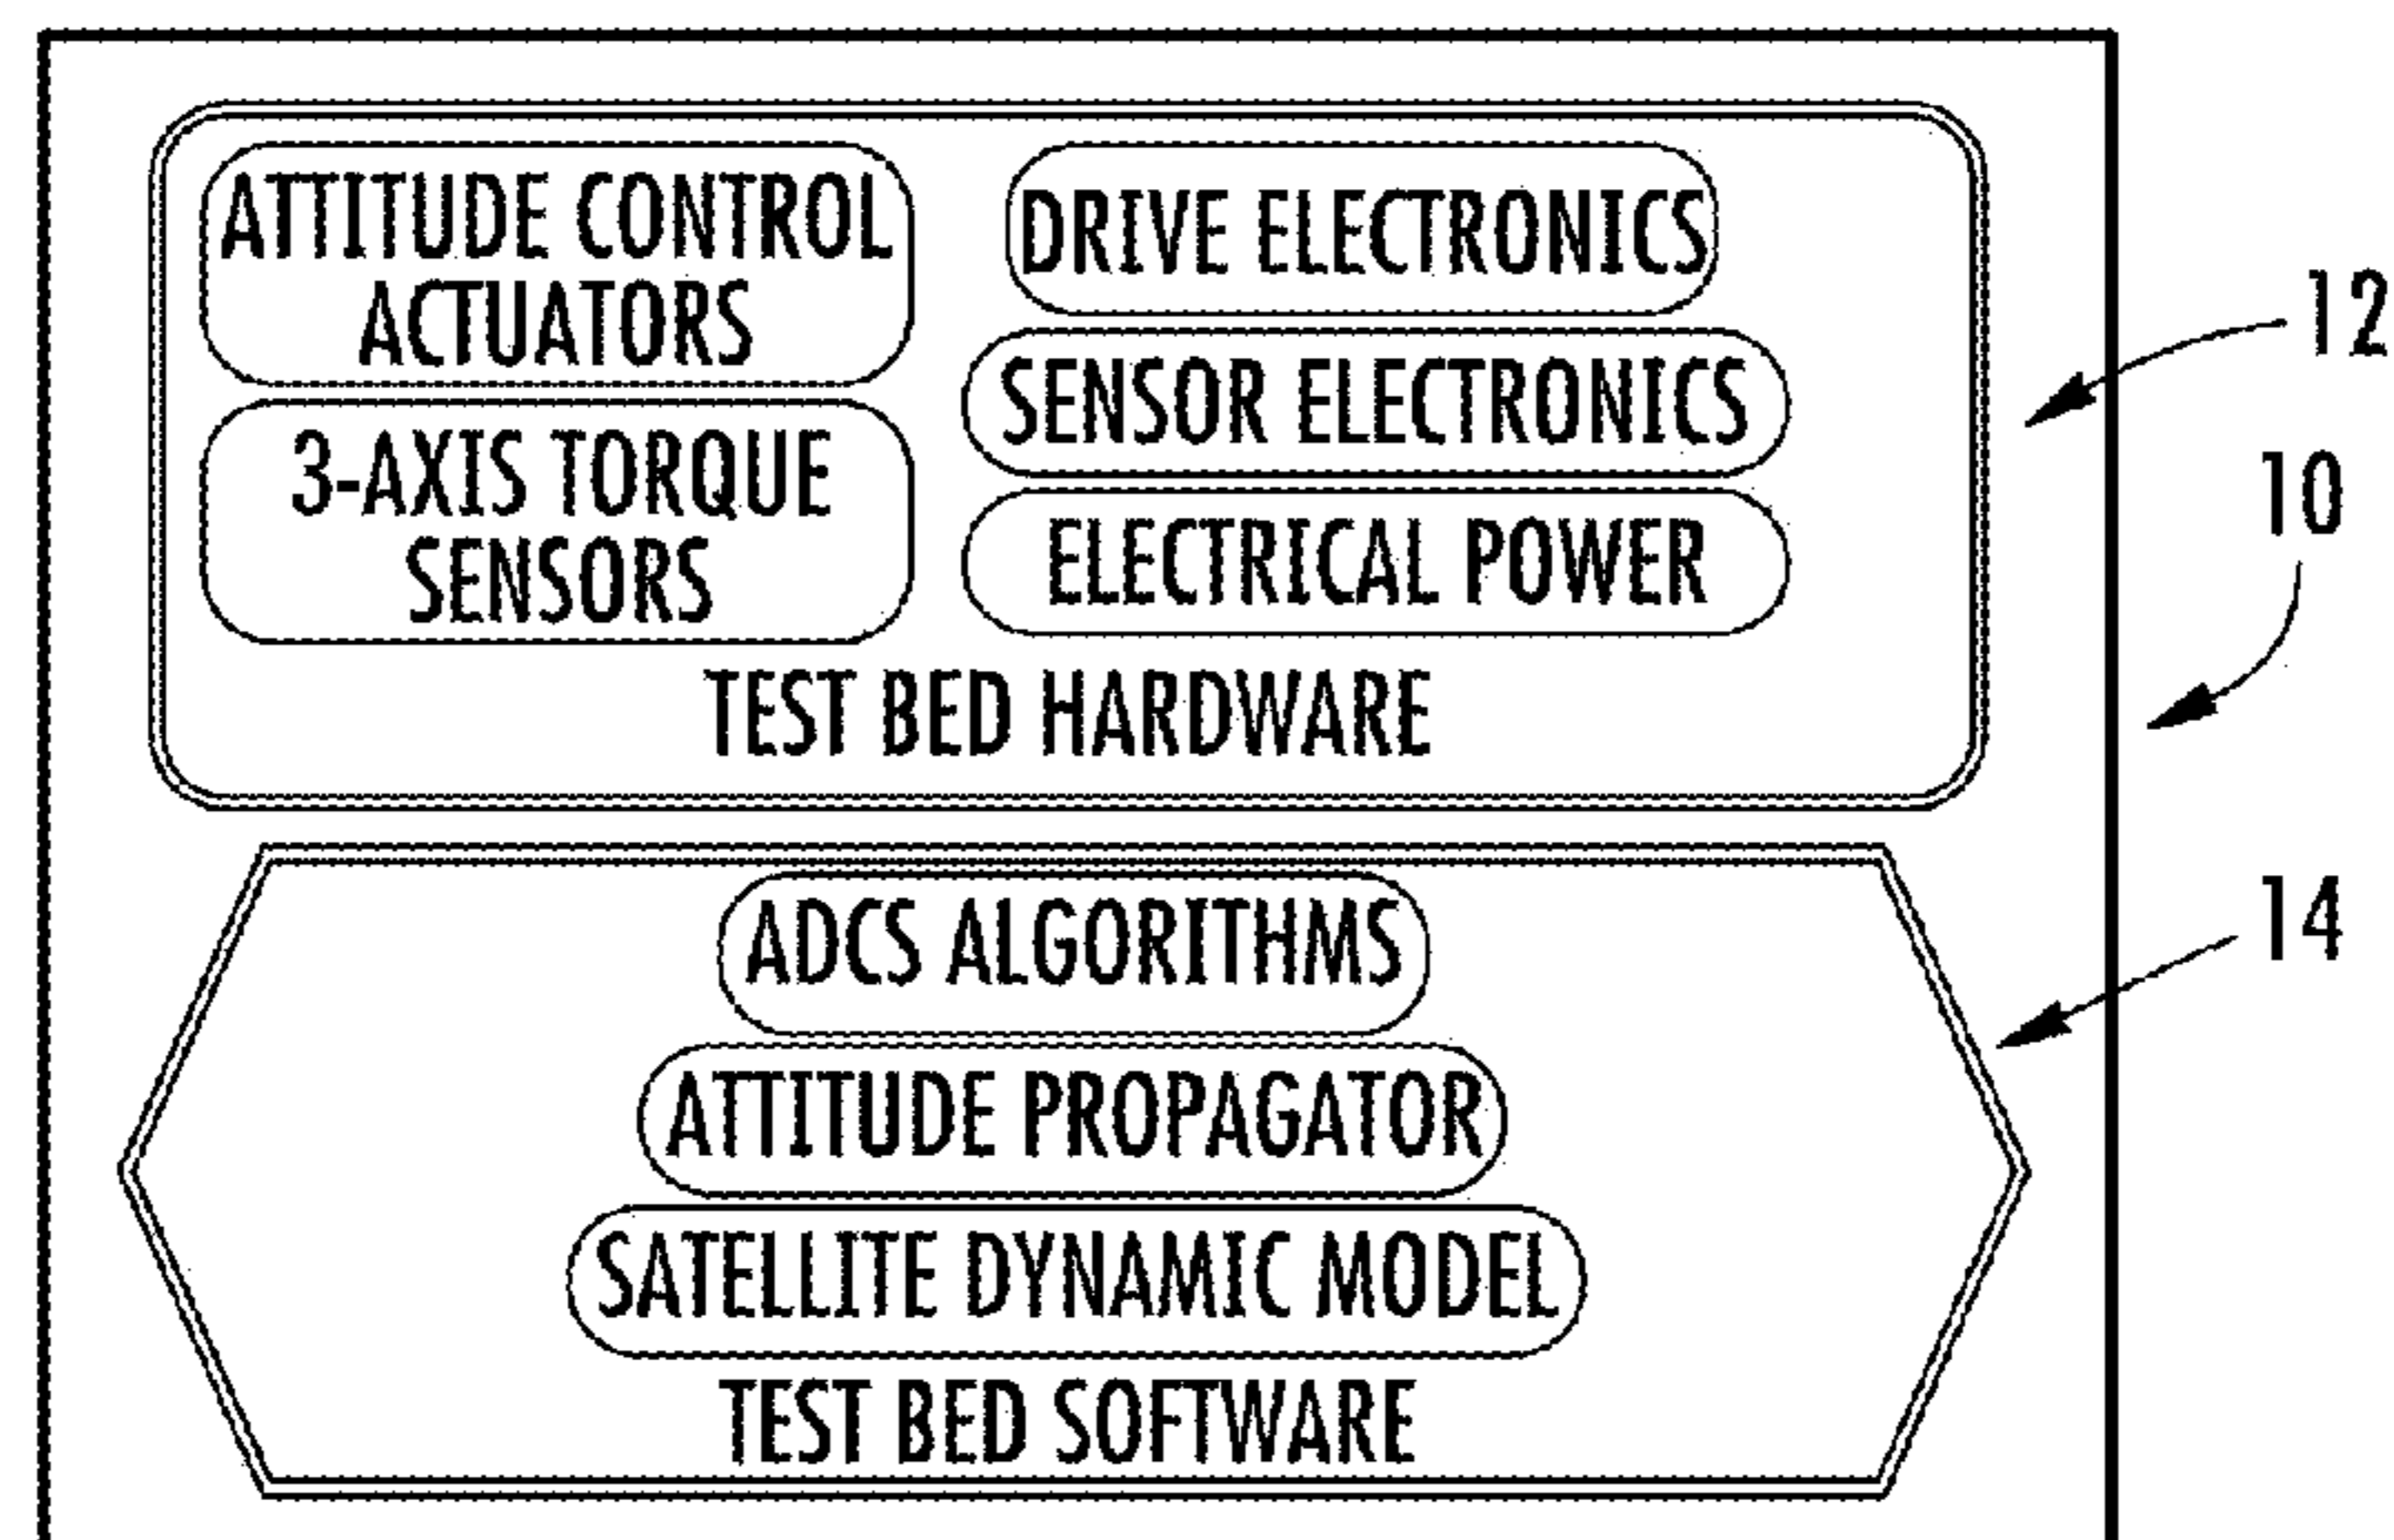 ATTITUDE CONTROL
ACTUATORS
3-AXIS TORQUE
SENSORS
DRIVE ELECTRONICS
SENSOR ELECTRONICS
ELECTRICAL POWER
TEST BED HARDWARE
12
10
ADCS ALGORITHMS
ATTITUDE PROPAGATOR
SATELLITE DYNAMIC MODEL
TEST BED SOFTWARE
14